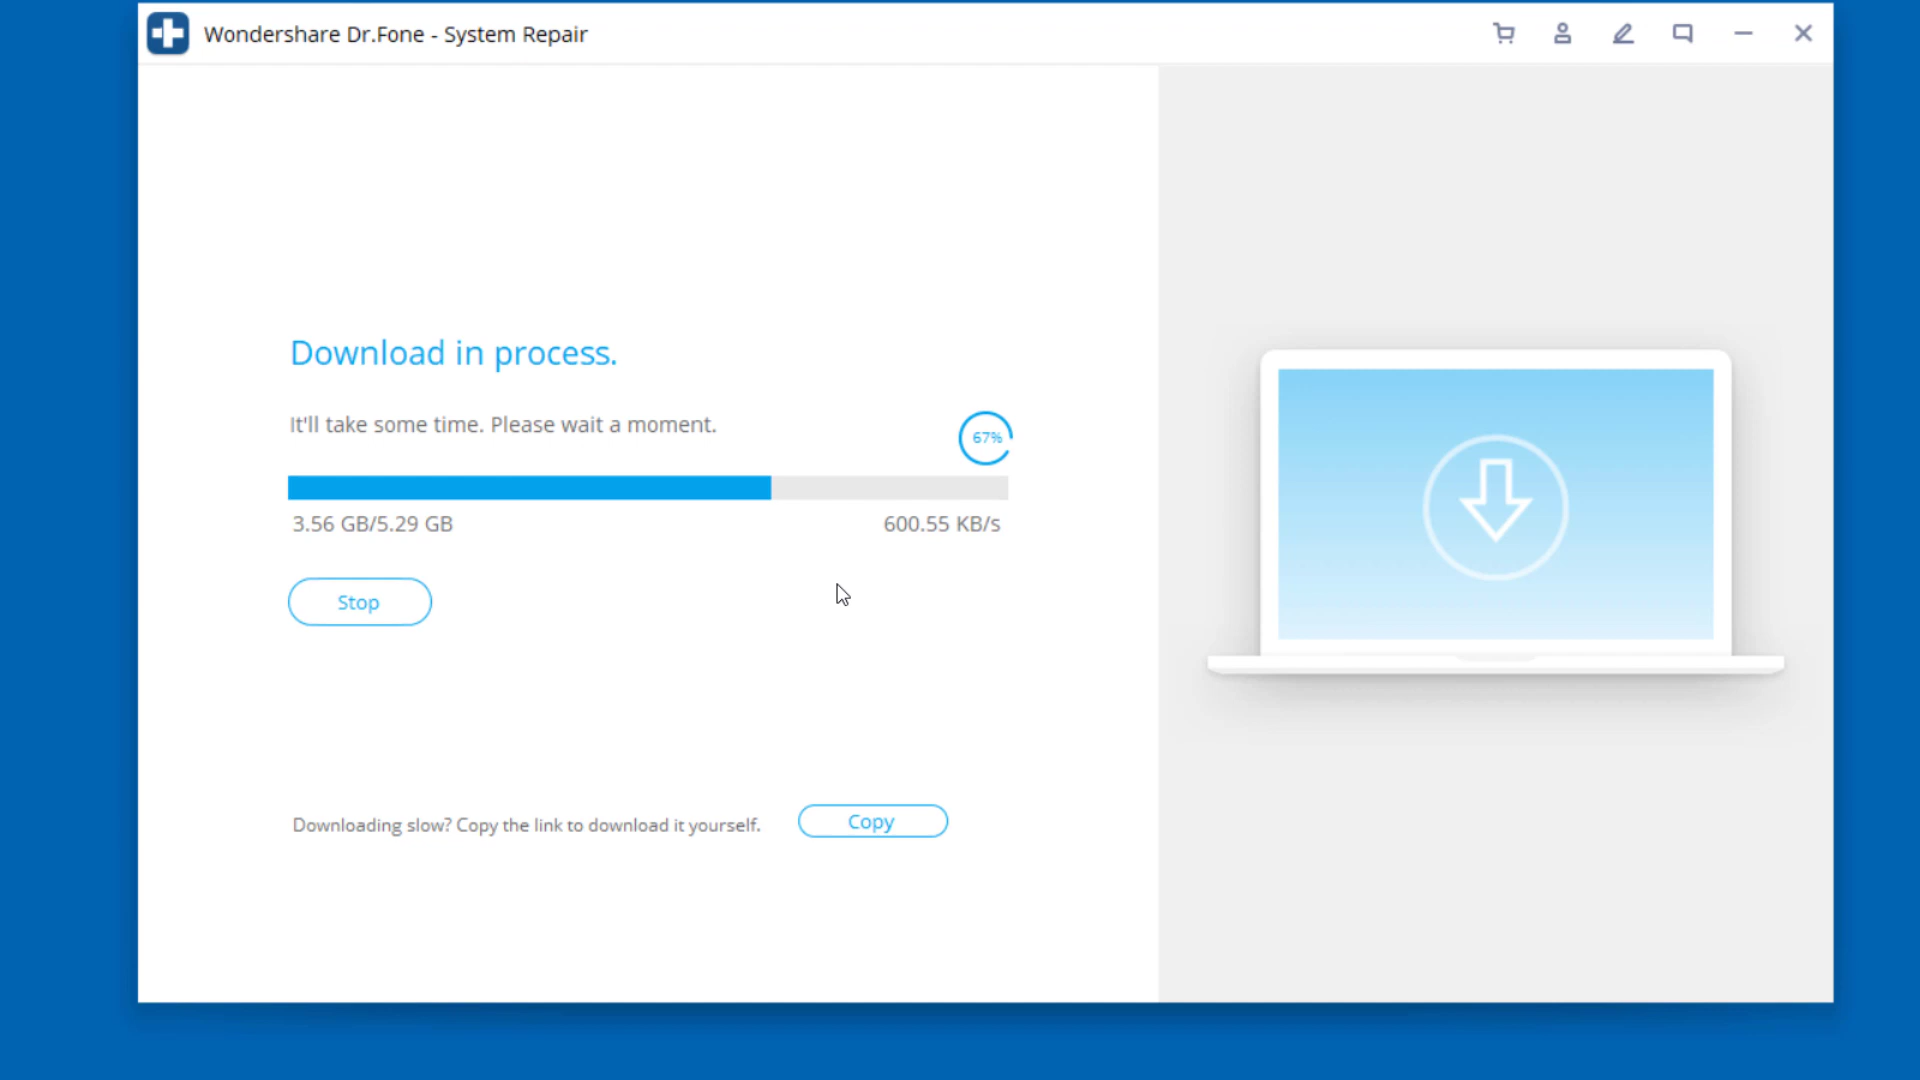 Wondershare Dr.Fone - System Repair
Download in process.
It'll take some time. Please wait a moment.
67%
3.56 GB/5.29 GB
600.55 KB/s
Stop
Downloading slow? Copy the link to download it yourself.
Copy